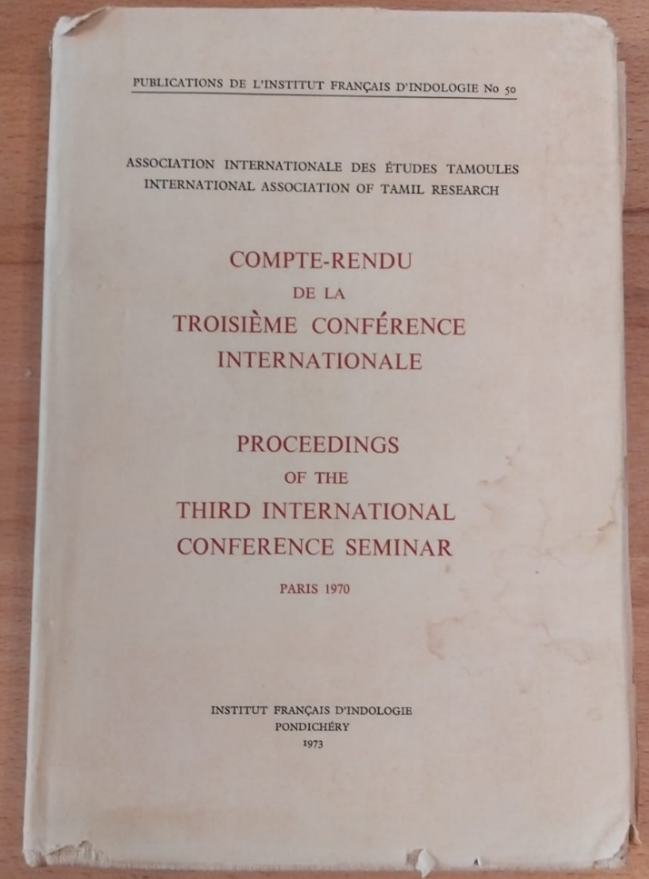 PUBLICATIONS DE L'INSTITUT FRANÇAIS D'INDOLOGIE No 50
ASSOCIATION INTERNATIONALE DES ÉTUDES TAMOULES
INTERNATIONAL ASSOCIATION OF TAMIL RESEARCH
COMPTE-RENDU
DE LA
TROISIÈME CONFÉRENCE
INTERNATIONALE
PROCEEDINGS
OF THE
THIRD INTERNATIONAL
CONFERENCE SEMINAR
PARIS 1970
INSTITUT FRANÇAIS D'INDOLOGIE
PONDICHÉRY
1973